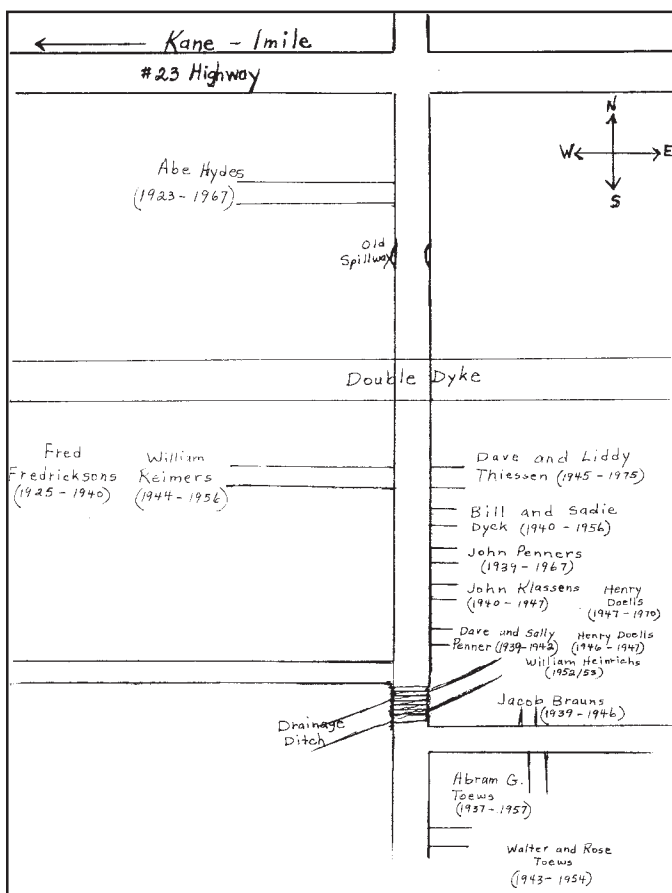 Kane - 1mile
#23 Highway
N
W E
S
Abe Hydes
(1923-1967)
Old
Spillway
Double Dyke
Fred
Fredricksons
(1925-1940)
William
Reimers
(1944-1956)
Dave and Liddy
Thiessen (1945-1975)
Bill and Sadie
Dyck (1940-1956)
John Penners
(1939-1967)
John Klassens
(1940-1947)
Henry
Doells
(1947-1970)
Dave and Sally
Penner (1939-1942)
Henry Doells
(1946-1947)
William Heinrichs
(1952/53)
Jacob Brauns
(1939-1946)
Drainage
Ditch
Abram G.
Toews
(1937-1957)
Walter and Rose
Toews
(1943-1954)